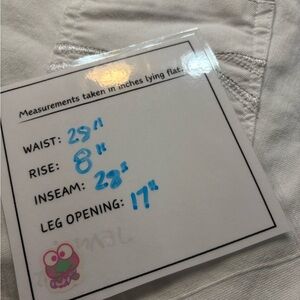 Measurements taken in inches lying flat.
WAIST: 28"
RISE: 8"
INSEAM: 28"
LEG OPENING: 17"